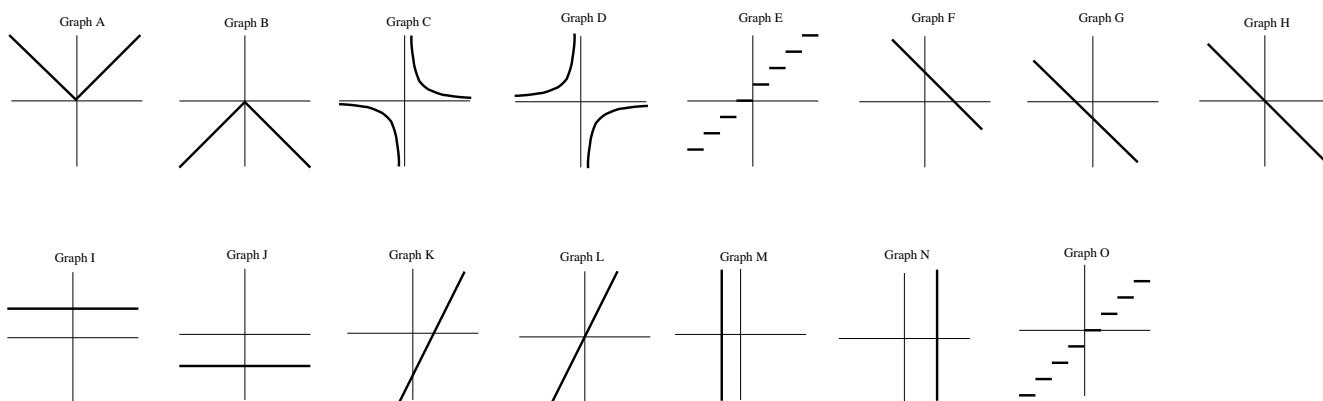 Graph A
Graph B
Graph C
Graph D
Graph E
Graph F
Graph G
Graph H
Graph I
Graph J
Graph K
Graph L
Graph M
Graph N
Graph O